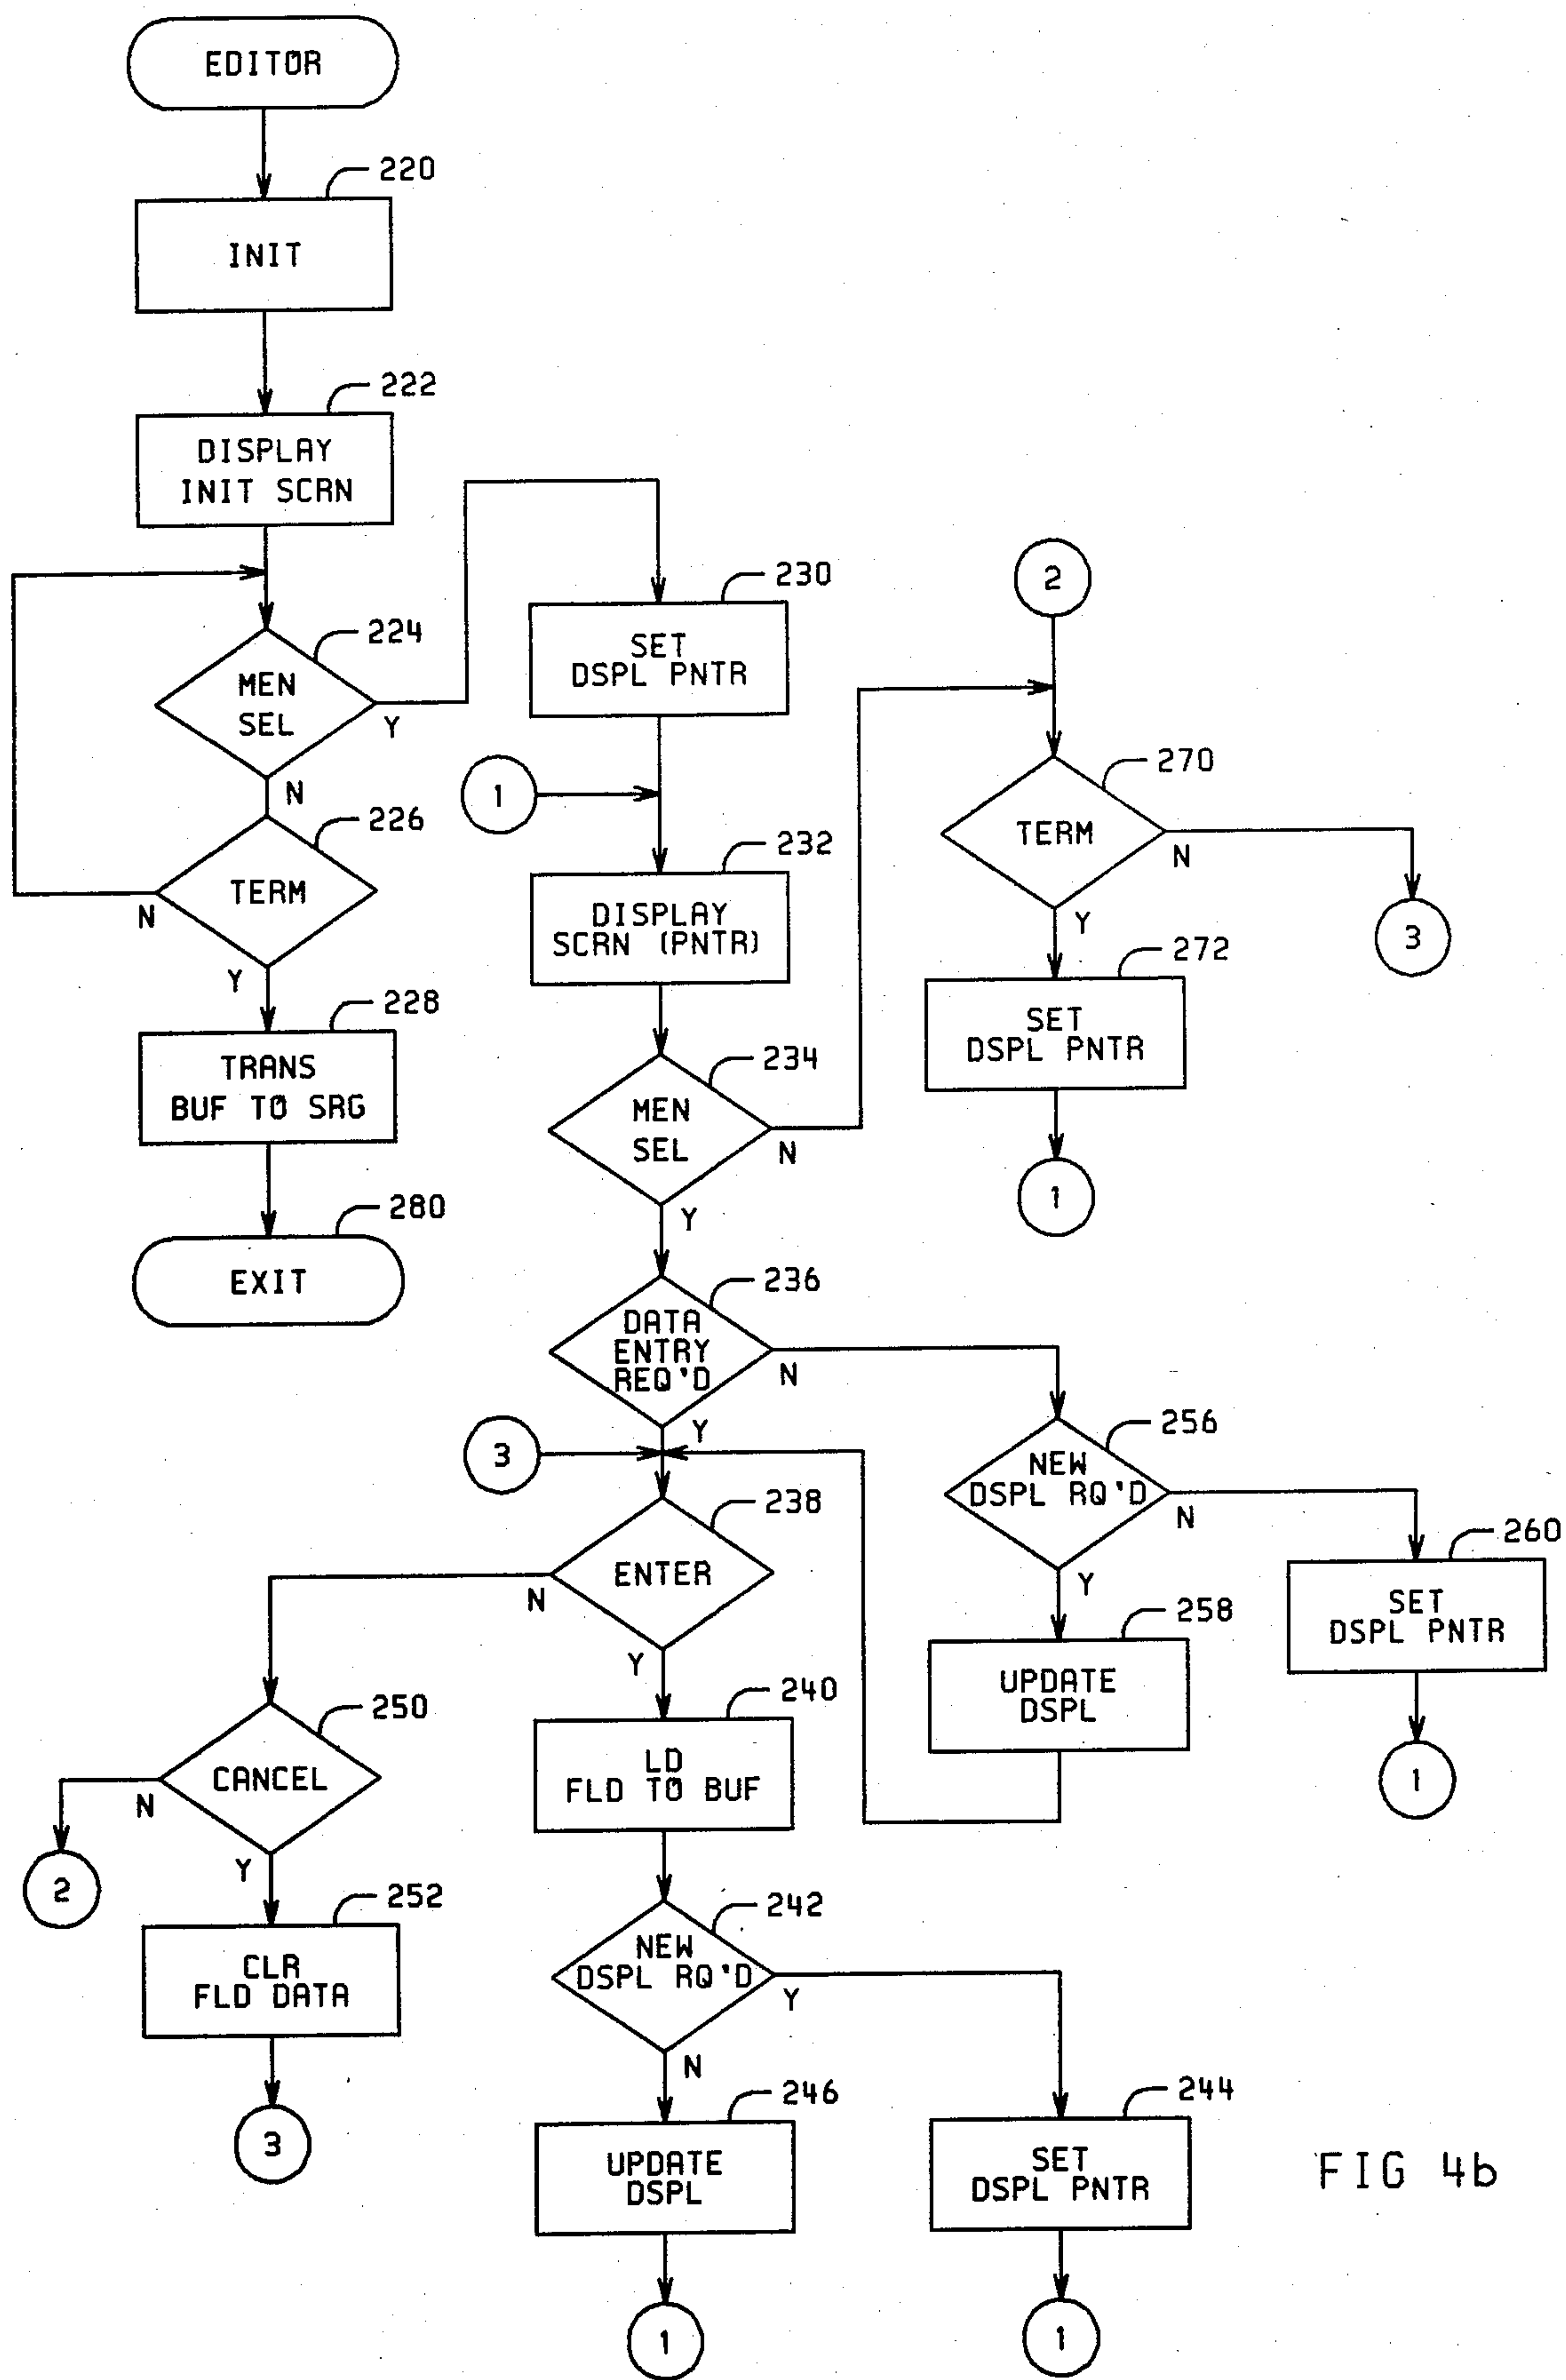 EDITOR
220
INIT
222
DISPLAY
INIT SCRN
224
MEN
SEL
Y
N
226
TERM
N
Y
228
TRANS
BUF TO SRG
280
EXIT
230
SET
DSPL PNTR
1
232
DISPLAY
SCRN (PNTR)
234
MEN
SEL
N
Y
2
270
TERM
N
3
Y
272
SET
DSPL PNTR
1
236
DATA
ENTRY
REQ'D
N
Y
3
238
ENTER
N
Y
256
NEW
DSPL RQ'D
N
Y
260
SET
DSPL PNTR
1
258
UPDATE
DSPL
250
CANCEL
N
2
Y
252
CLR
FLD DATA
3
240
LD
FLD TO BUF
242
NEW
DSPL RQ'D
Y
N
246
UPDATE
DSPL
1
244
SET
DSPL PNTR
1
FIG 4b